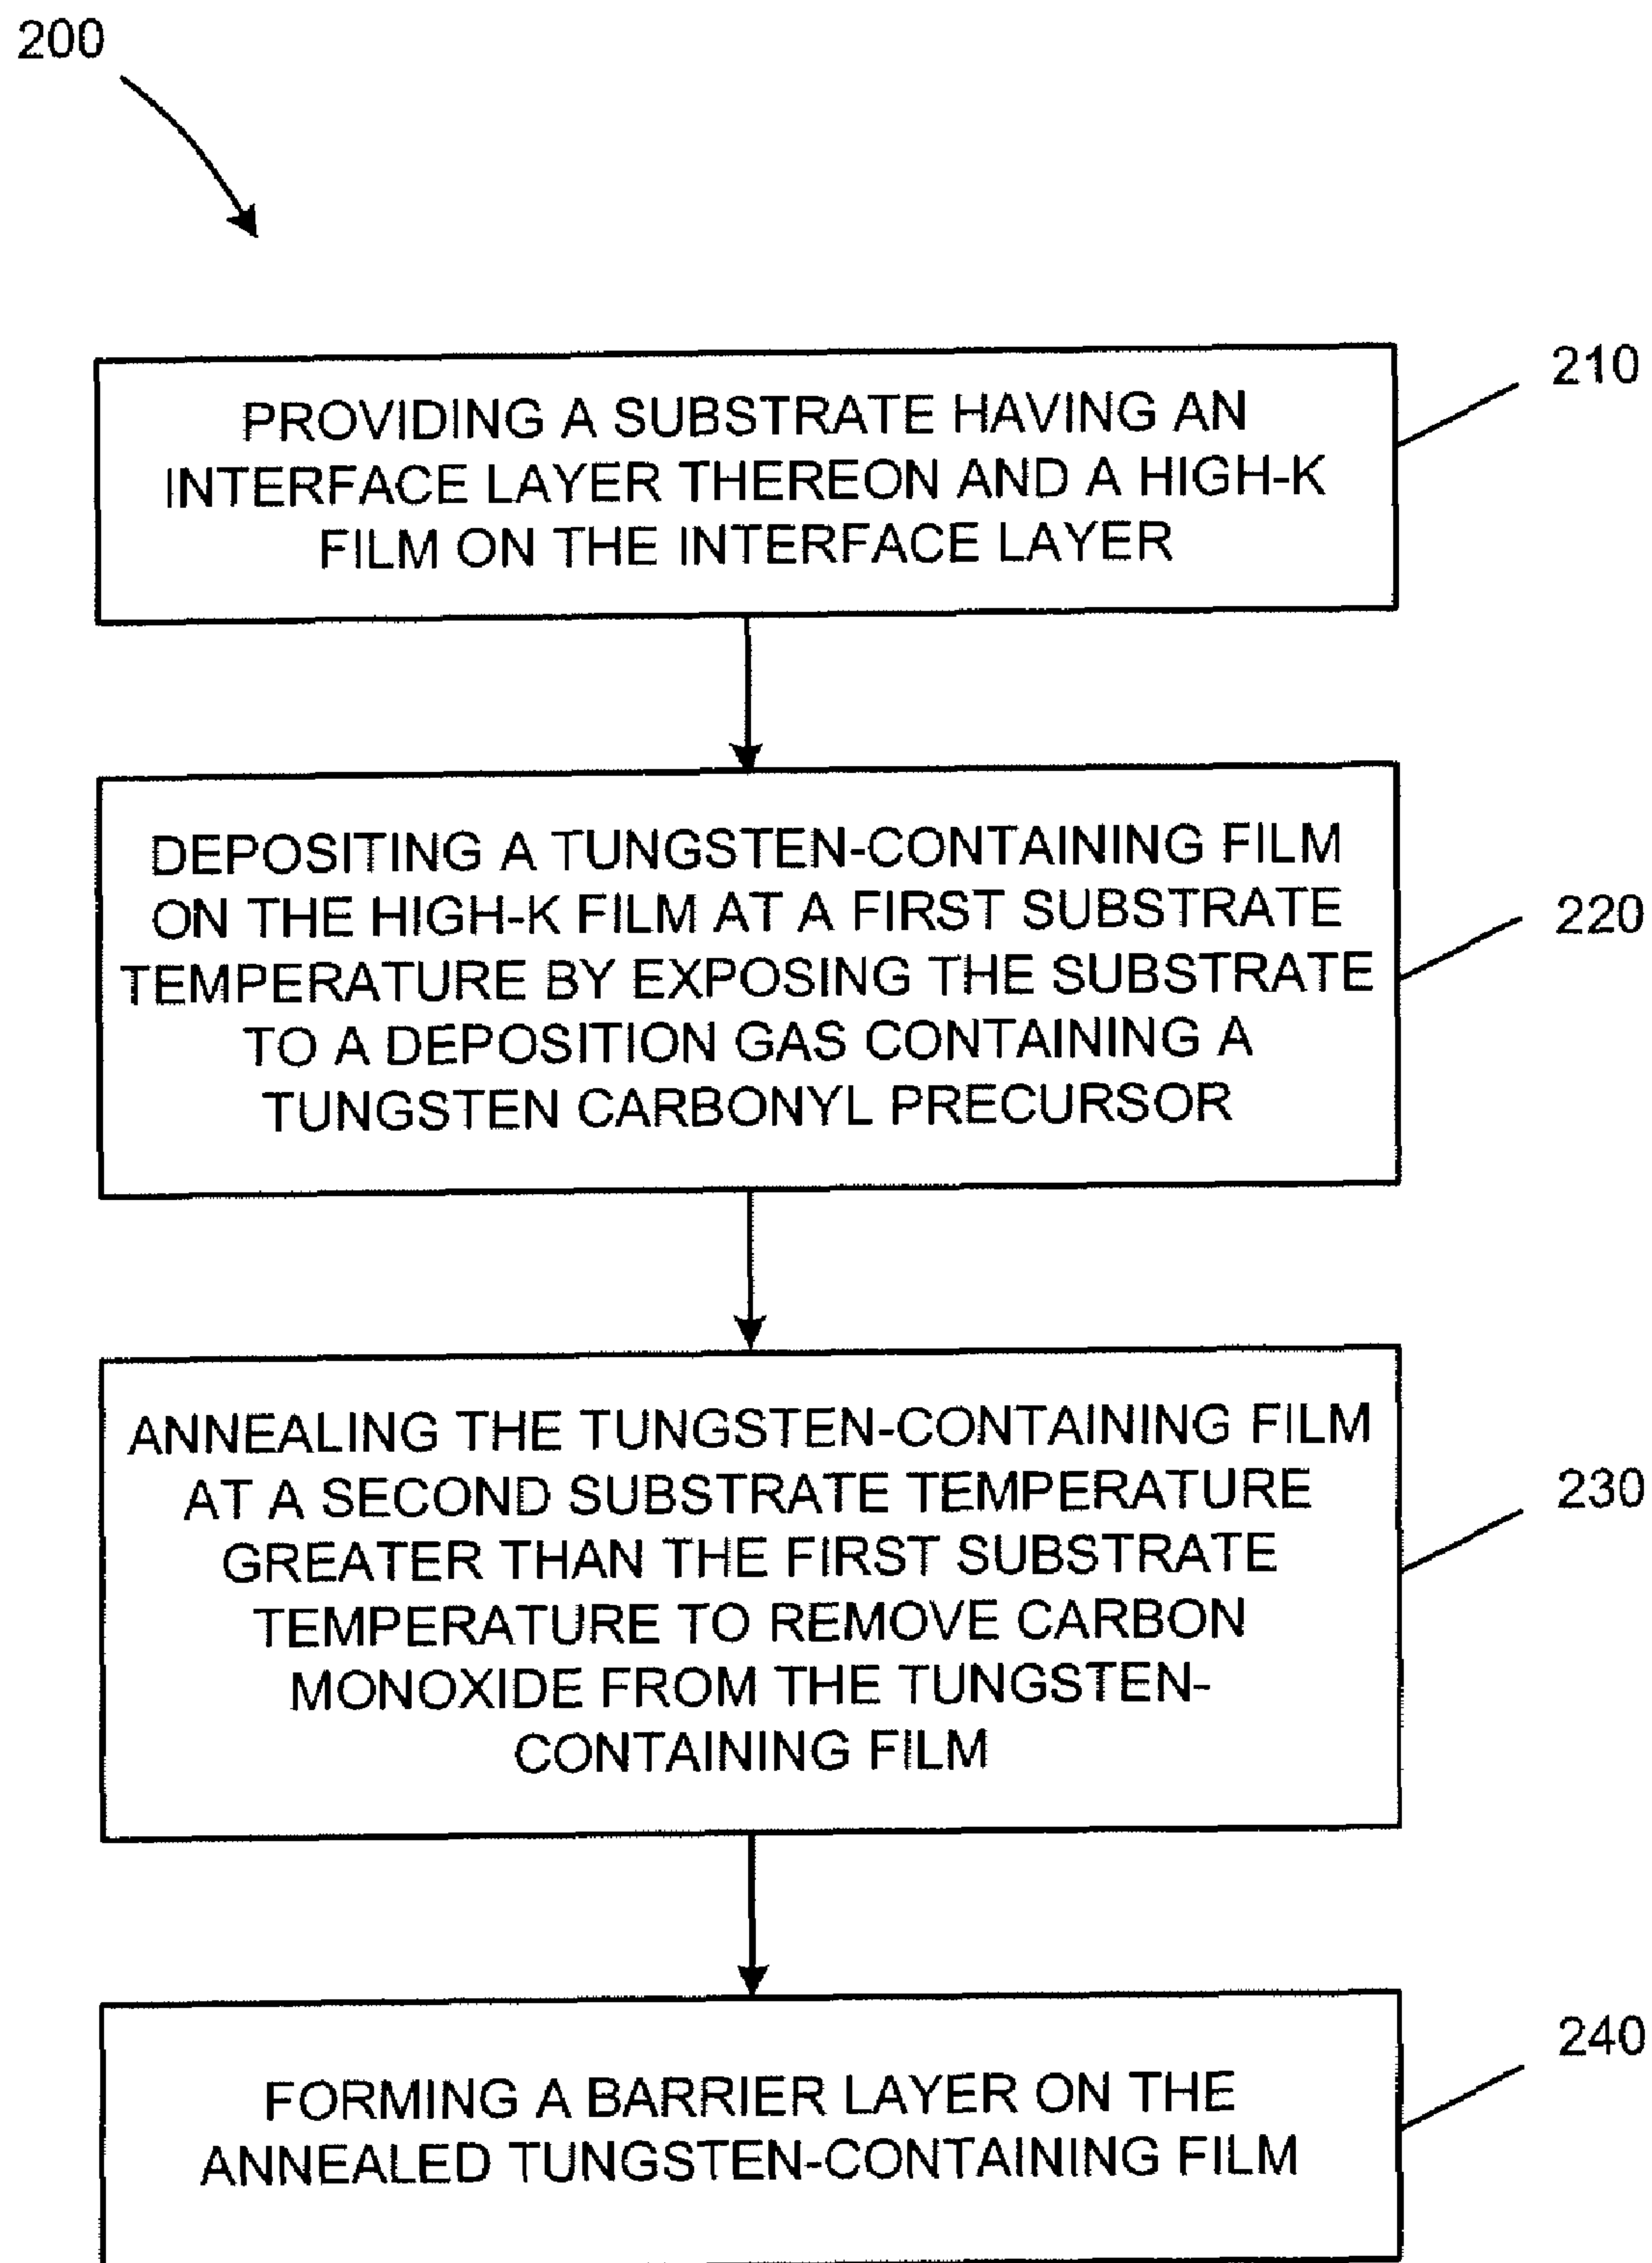 200
210
PROVIDING A SUBSTRATE HAVING AN
INTERFACE LAYER THEREON AND A HIGH-K
FILM ON THE INTERFACE LAYER
220
DEPOSITING A TUNGSTEN-CONTAINING FILM
ON THE HIGH-K FILM AT A FIRST SUBSTRATE
TEMPERATURE BY EXPOSING THE SUBSTRATE
TO A DEPOSITION GAS CONTAINING A
TUNGSTEN CARBONYL PRECURSOR
230
ANNEALING THE TUNGSTEN-CONTAINING FILM
AT A SECOND SUBSTRATE TEMPERATURE
GREATER THAN THE FIRST SUBSTRATE
TEMPERATURE TO REMOVE CARBON
MONOXIDE FROM THE TUNGSTEN-
CONTAINING FILM
240
FORMING A BARRIER LAYER ON THE
ANNEALED TUNGSTEN-CONTAINING FILM